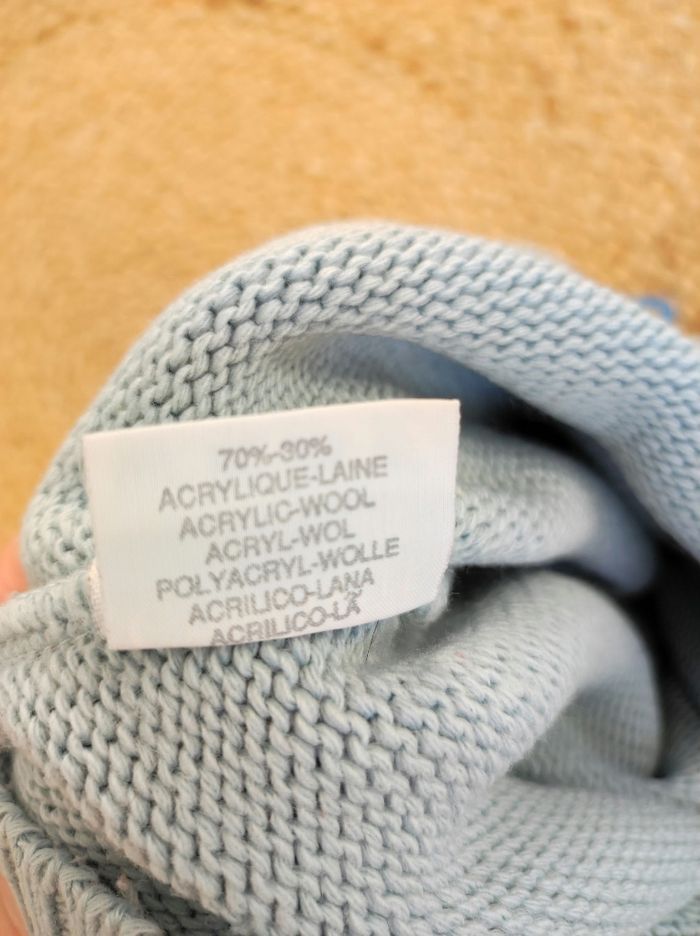 70%-30%
ACRYLIQUE-LAINE
ACRYLIC-WOOL
ACRYL-WOL
POLYACRYL-WOLLE
ACRILICO-LANA
ACRILICO-LÃ